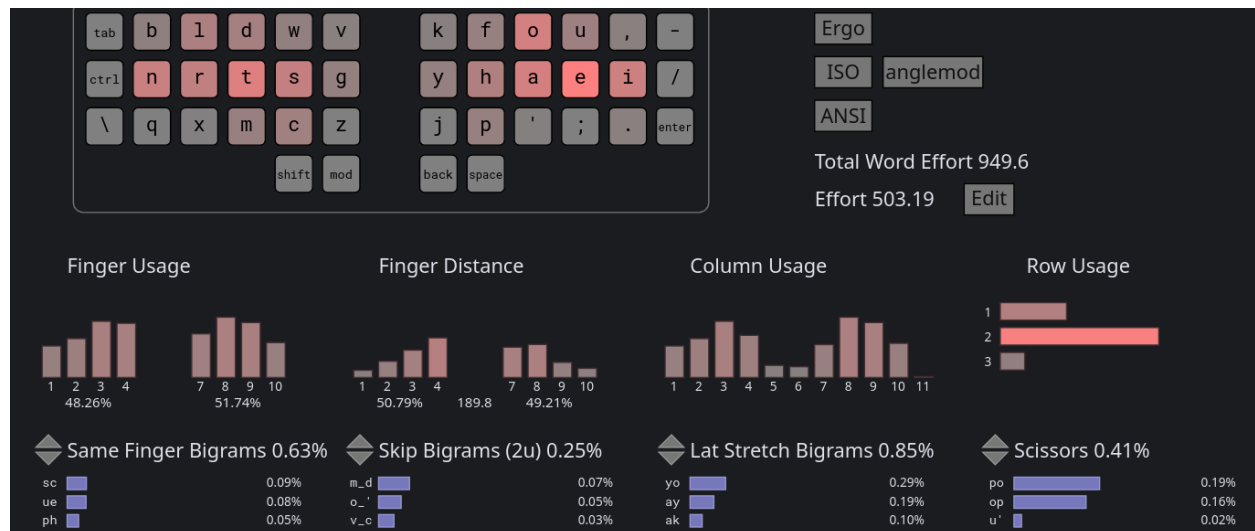 tab b l d w v k f o u , - Ergo
ctrl n r t s g y h a e i / ISO anglemod
\ q x m c z j p ' ; . enter ANSI
shift mod back space
Total Word Effort 949.6
Effort 503.19 Edit
Finger Usage Finger Distance Column Usage Row Usage
1
2
3
1 2 3 4 7 8 9 10 1 2 3 4 7 8 9 10 1 2 3 4 5 6 7 8 9 10 11
48.26% 51.74% 50.79% 189.8 49.21%
Same Finger Bigrams 0.63% Skip Bigrams (2u) 0.25% Lat Stretch Bigrams 0.85% Scissors 0.41%
sc 0.09% m_d 0.07% yo 0.29% po 0.19%
ue 0.08% o_' 0.05% ay 0.19% op 0.16%
ph 0.05% v_c 0.03% ak 0.10% u' 0.02%